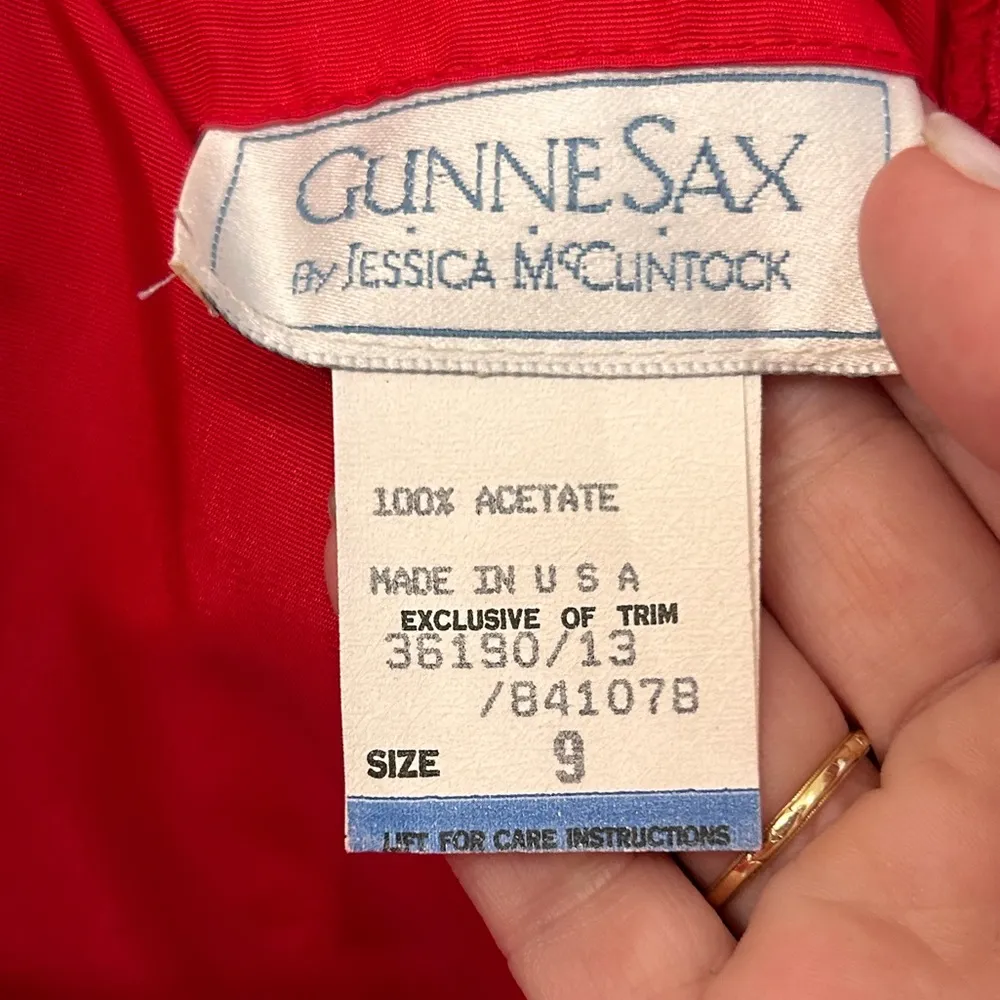 GUNNE SAX
By JESSICA McCLINTOCK
100% ACETATE
MADE IN U S A
EXCLUSIVE OF TRIM
36190/13
/841078
SIZE 9
LIFT FOR CARE INSTRUCTIONS